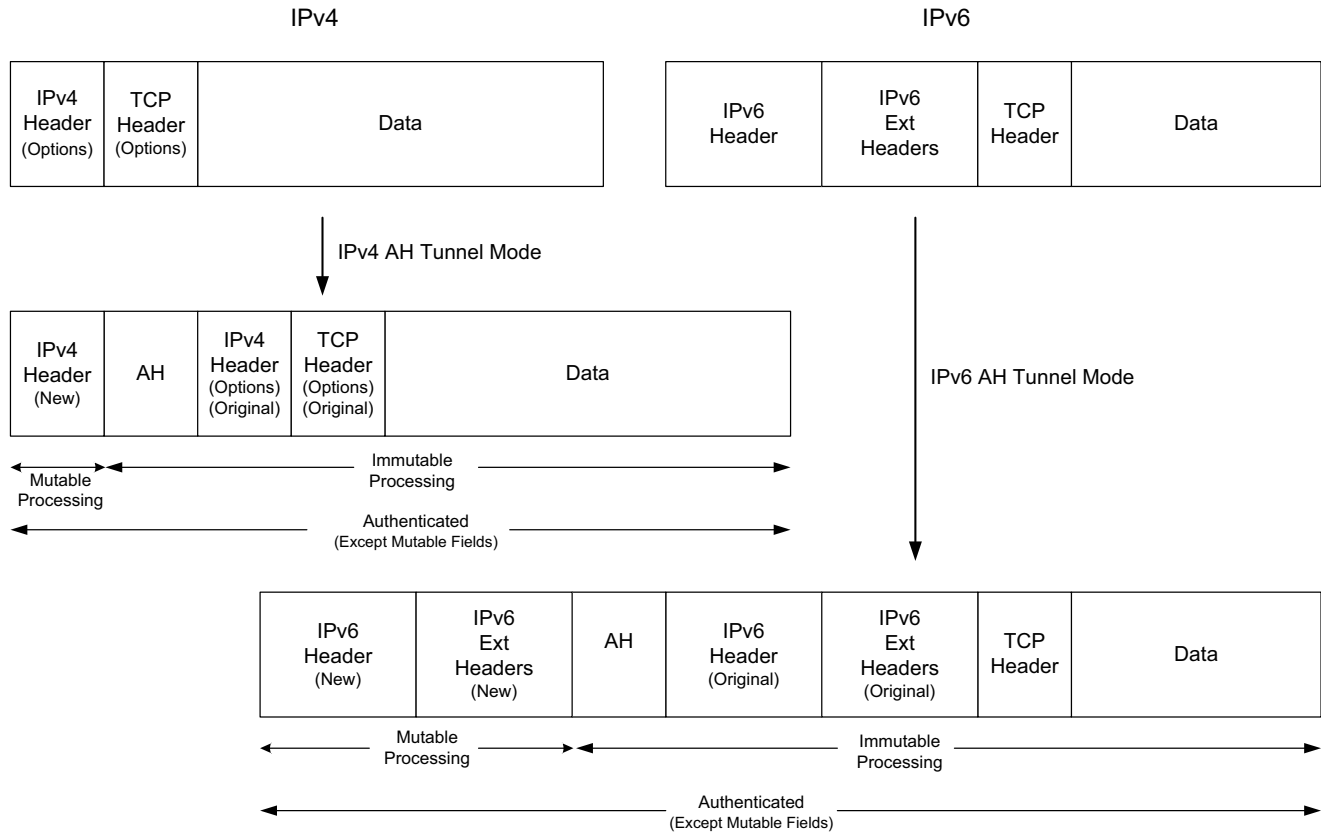 IPv4
IPv6
IPv4
Header
(Options)
TCP
Header
(Options)
Data
IPv6
Header
IPv6
Ext
Headers
TCP
Header
Data
IPv4 AH Tunnel Mode
IPv4
Header
(New)
AH
IPv4
Header
(Options)
(Original)
TCP
Header
(Options)
(Original)
Data
IPv6 AH Tunnel Mode
Mutable
Processing
Immutable
Processing
Authenticated
(Except Mutable Fields)
IPv6
Header
(New)
IPv6
Ext
Headers
(New)
AH
IPv6
Header
(Original)
IPv6
Ext
Headers
(Original)
TCP
Header
Data
Mutable
Processing
Immutable
Processing
Authenticated
(Except Mutable Fields)